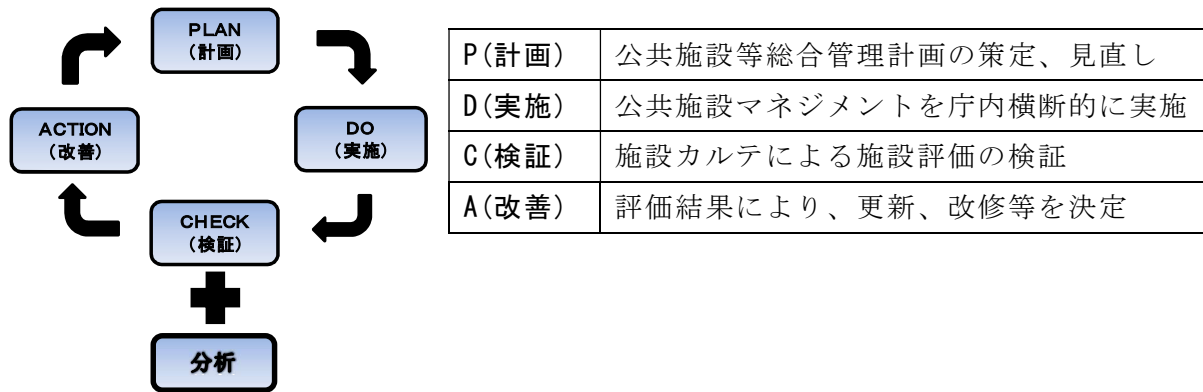 PLAN
(計画)
DO
(実施)
CHECK
(検証)
ACTION
(改善)
分析
P(計画) 公共施設等総合管理計画の策定、見直し
D(実施) 公共施設マネジメントを庁内横断的に実施
C(検証) 施設カルテによる施設評価の検証
A(改善) 評価結果により、更新、改修等を決定